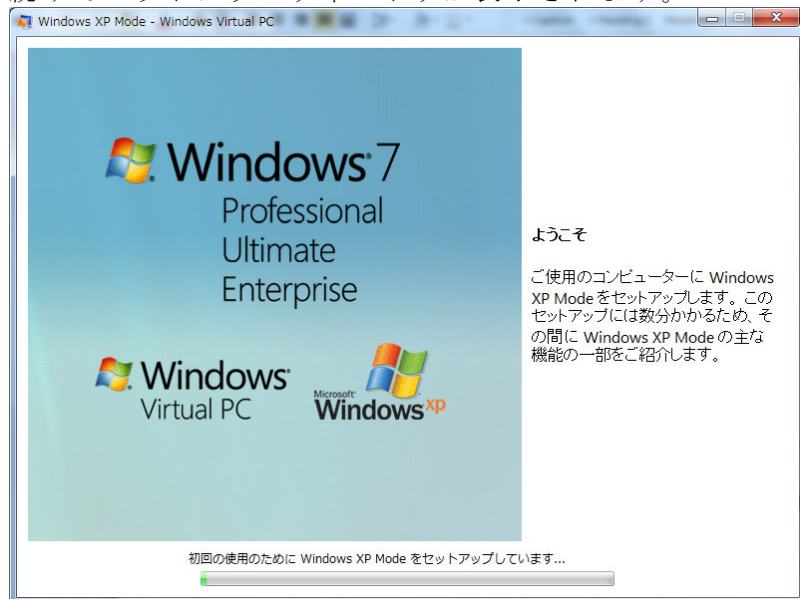 Windows XP Mode - Windows Virtual PC
Windows 7
Professional
Ultimate
Enterprise
Windows
Virtual PC
Microsoft
Windows xp
ようこそ
ご使用のコンピューターに Windows
XP Mode をセットアップします。この
セットアップには数分かかるため、そ
の間に Windows XP Mode の主な
機能の一部をご紹介します。
初回の使用のために Windows XP Mode をセットアップしています...